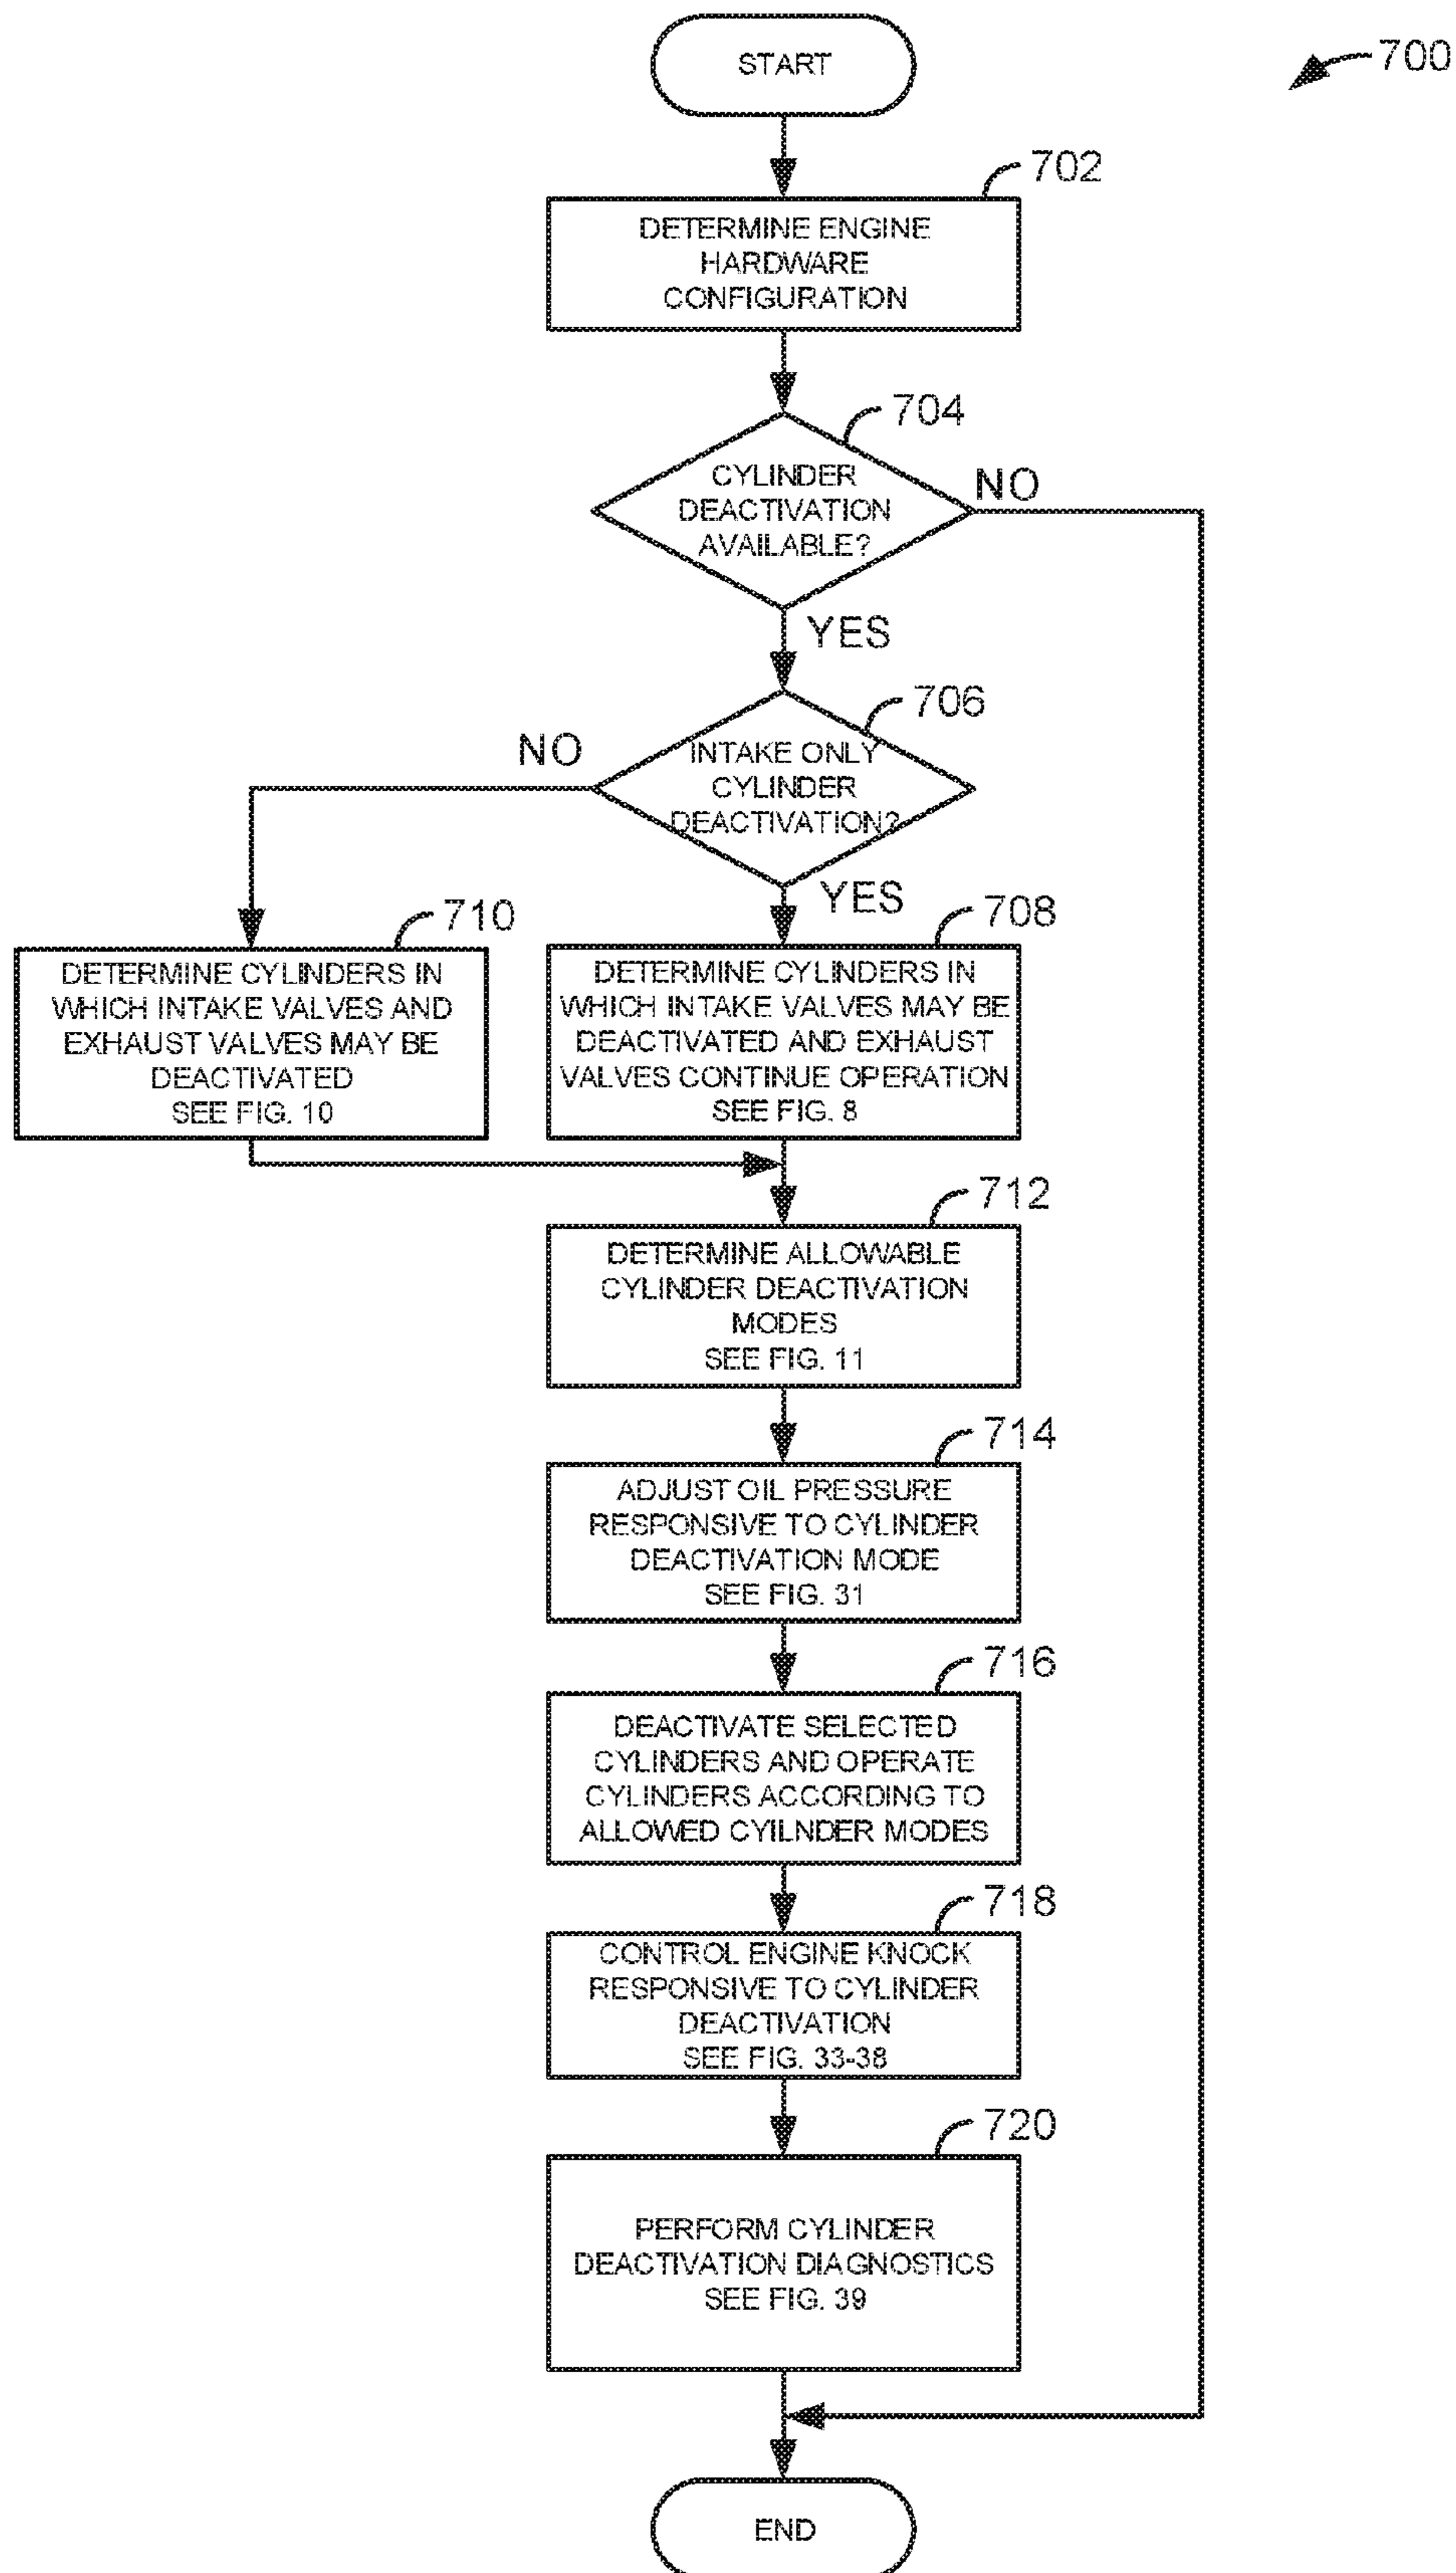 START
700
702
DETERMINE ENGINE
HARDWARE
CONFIGURATION
704
CYLINDER
DEACTIVATION
AVAILABLE?
NO
YES
706
INTAKE ONLY
CYLINDER
DEACTIVATION?
NO
YES
710
DETERMINE CYLINDERS IN
WHICH INTAKE VALVES AND
EXHAUST VALVES MAY BE
DEACTIVATED
SEE FIG. 10
708
DETERMINE CYLINDERS IN
WHICH INTAKE VALVES MAY BE
DEACTIVATED AND EXHAUST
VALVES CONTINUE OPERATION
SEE FIG. 8
712
DETERMINE ALLOWABLE
CYLINDER DEACTIVATION
MODES
SEE FIG. 11
714
ADJUST OIL PRESSURE
RESPONSIVE TO CYLINDER
DEACTIVATION MODE
SEE FIG. 31
716
DEACTIVATE SELECTED
CYLINDERS AND OPERATE
CYLINDERS ACCORDING TO
ALLOWED CYILNDER MODES
718
CONTROL ENGINE KNOCK
RESPONSIVE TO CYLINDER
DEACTIVATION
SEE FIG. 33-38
720
PERFORM CYLINDER
DEACTIVATION DIAGNOSTICS
SEE FIG. 39
END